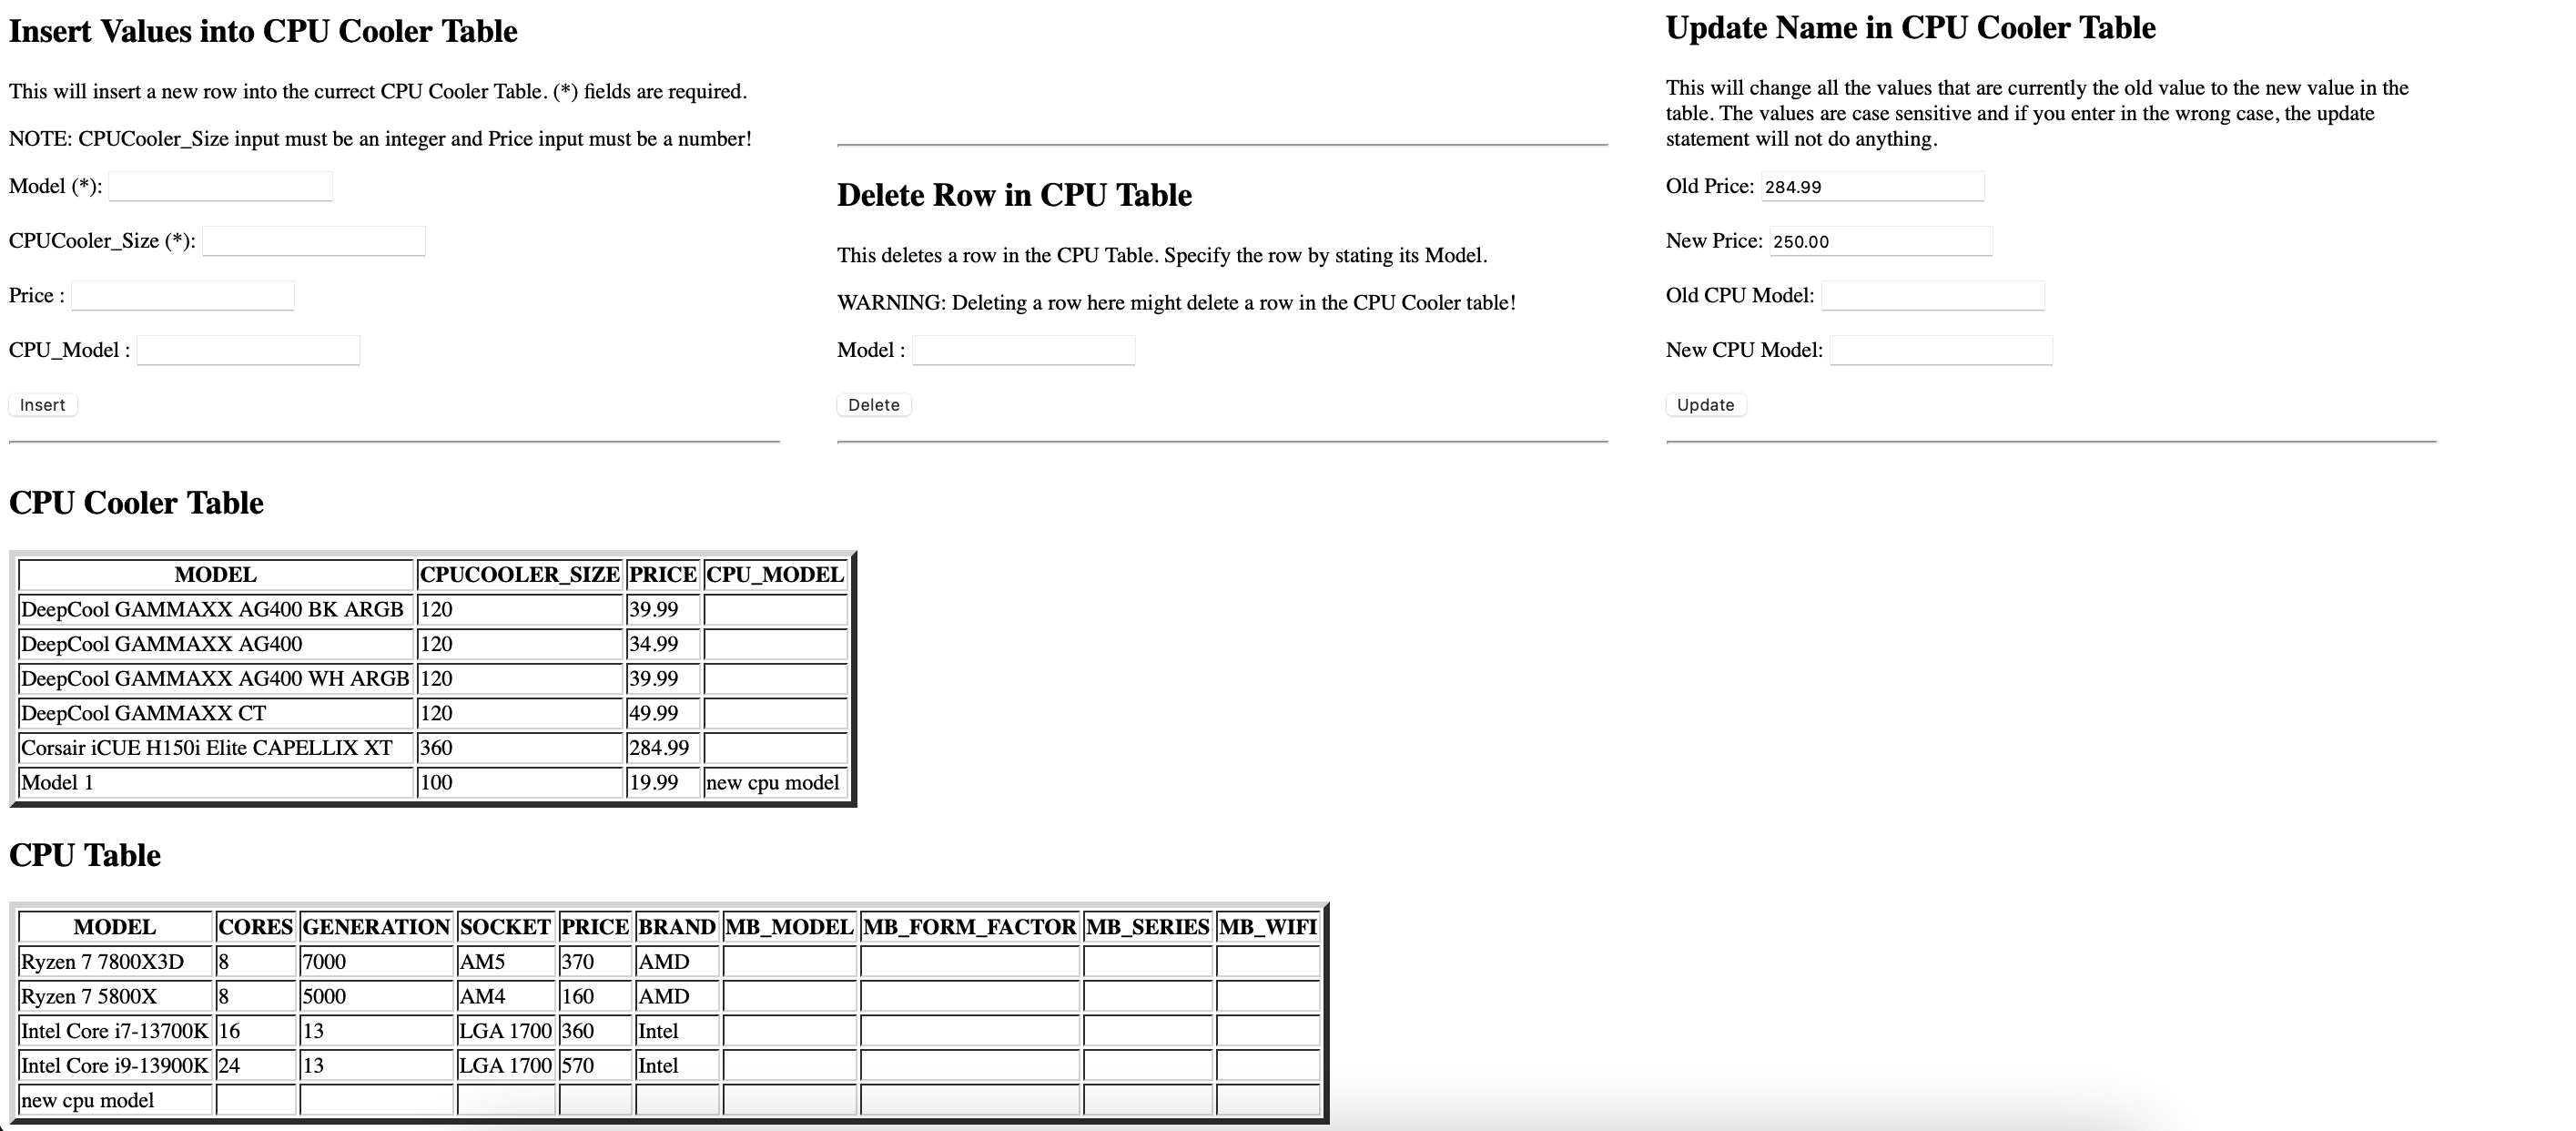 Insert Values into CPU Cooler Table
This will insert a new row into the currect CPU Cooler Table. (*) fields are required.
NOTE: CPUCooler_Size input must be an integer and Price input must be a number!
Model (*):
CPUCooler_Size (*):
Price :
CPU_Model :
Insert
Delete Row in CPU Table
This deletes a row in the CPU Table. Specify the row by stating its Model.
WARNING: Deleting a row here might delete a row in the CPU Cooler table!
Model :
Delete
Update Name in CPU Cooler Table
This will change all the values that are currently the old value to the new value in the
table. The values are case sensitive and if you enter in the wrong case, the update
statement will not do anything.
Old Price: 284.99
New Price: 250.00
Old CPU Model:
New CPU Model:
Update
CPU Cooler Table
MODEL CPUCOOLER_SIZE PRICE CPU_MODEL
DeepCool GAMMAXX AG400 BK ARGB 120 39.99
DeepCool GAMMAXX AG400 120 34.99
DeepCool GAMMAXX AG400 WH ARGB 120 39.99
DeepCool GAMMAXX CT 120 49.99
Corsair iCUE H150i Elite CAPELLIX XT 360 284.99
Model 1 100 19.99 new cpu model
CPU Table
MODEL CORES GENERATION SOCKET PRICE BRAND MB_MODEL MB_FORM_FACTOR MB_SERIES MB_WIFI
Ryzen 7 7800X3D 8 7000 AM5 370 AMD
Ryzen 7 5800X 8 5000 AM4 160 AMD
Intel Core i7-13700K 16 13 LGA 1700 360 Intel
Intel Core i9-13900K 24 13 LGA 1700 570 Intel
new cpu model